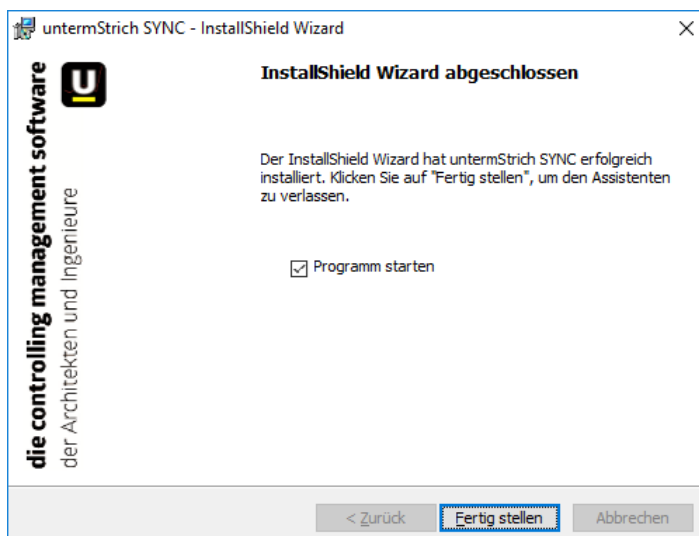 untermStrich SYNC - InstallShield Wizard
die controlling management software
der Architekten und Ingenieure
U
InstallShield Wizard abgeschlossen
Der InstallShield Wizard hat untermStrich SYNC erfolgreich
installiert. Klicken Sie auf "Fertig stellen", um den Assistenten
zu verlassen.
Programm starten
< Zurück
Fertig stellen
Abbrechen